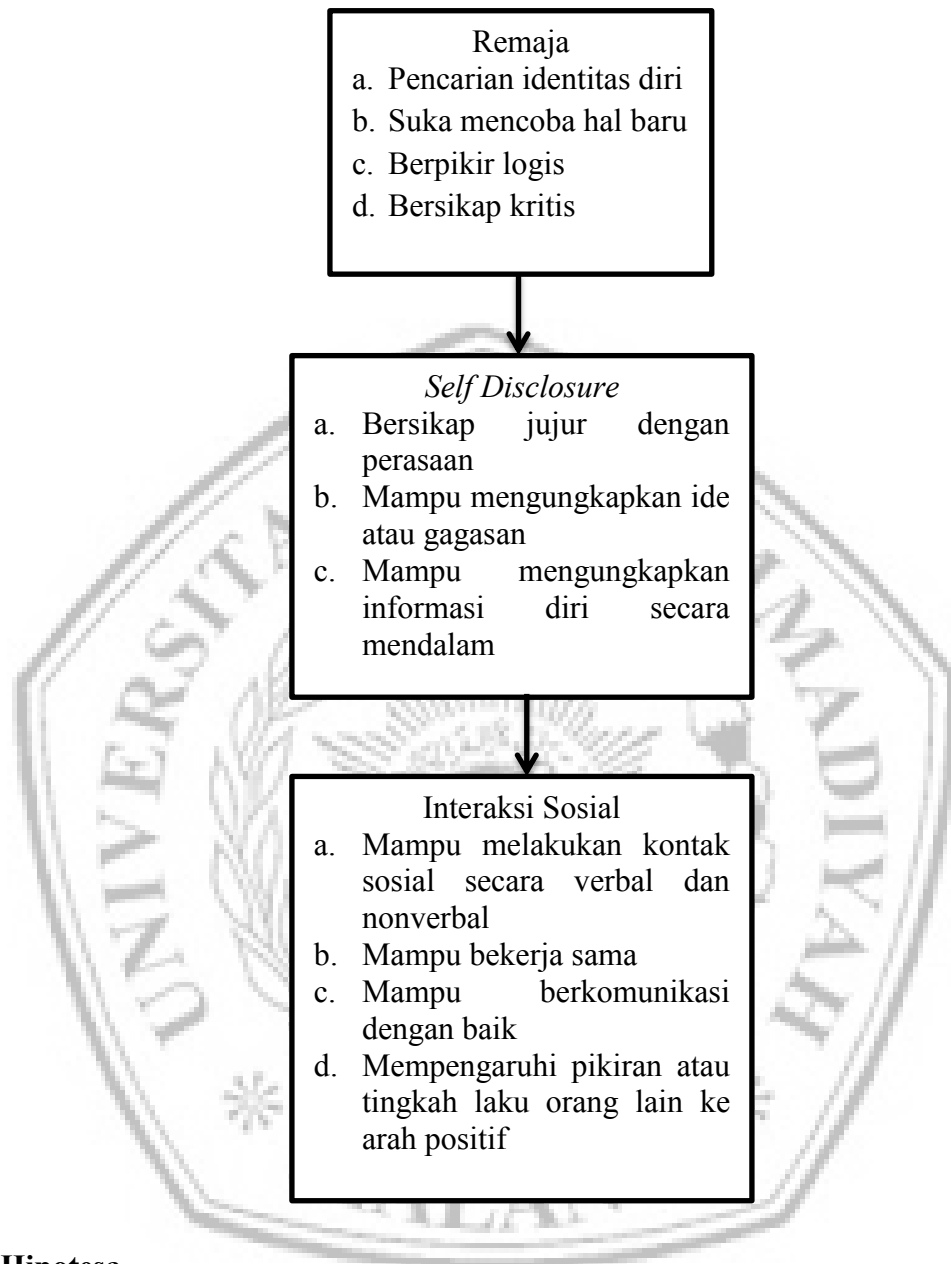 Remaja
a. Pencarian identitas diri
b. Suka mencoba hal baru
c. Berpikir logis
d. Bersikap kritis
Self Disclosure
a. Bersikap jujur dengan
perasaan
b. Mampu mengungkapkan ide
atau gagasan
c. Mampu mengungkapkan
informasi diri secara
mendalam
Interaksi Sosial
a. Mampu melakukan kontak
sosial secara verbal dan
nonverbal
b. Mampu bekerja sama
c. Mampu berkomunikasi
dengan baik
d. Mempengaruhi pikiran atau
tingkah laku orang lain ke
arah positif